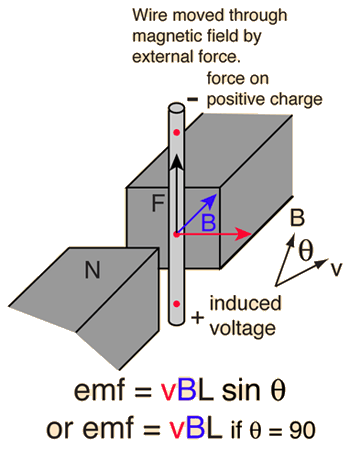 Wire moved through
magnetic field by
external force.
force on
positive charge
-
F
B
N
B
θ
v
+ induced
voltage
emf = vBL sin θ
or emf = vBL if θ = 90